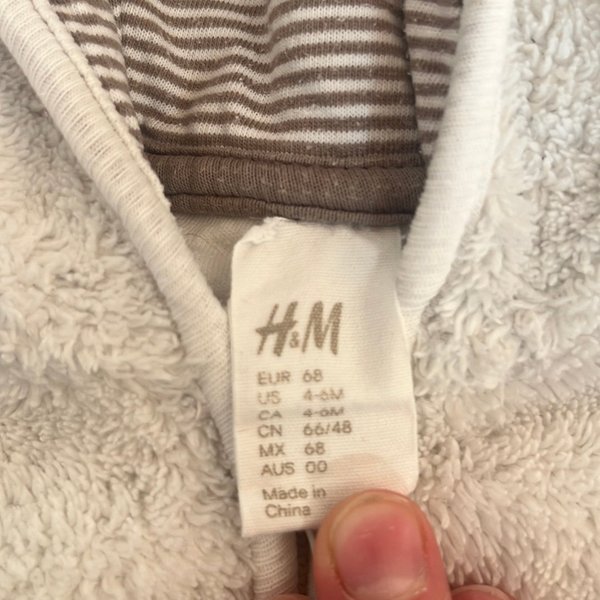 H&M
EUR 68
US 4-6M
CA 4-6M
CN 66/48
MX 68
AUS 00
Made in
China